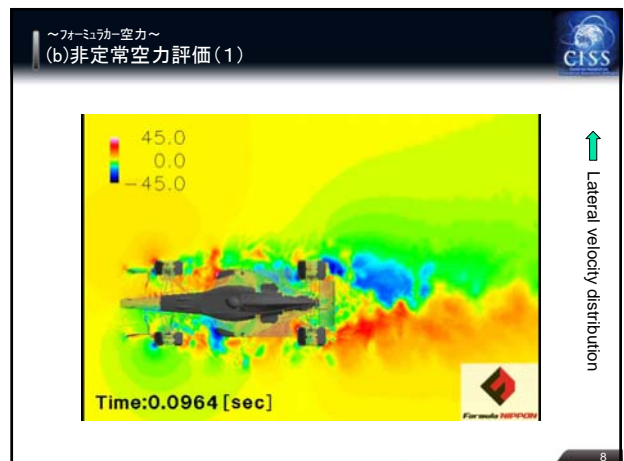 ～フォーミュラカー空力～
(b)非定常空力評価(1)
CISS
45.0
0.0
-45.0
Lateral velocity distribution
Time:0.0964 [sec]
Formula NIPPON
8